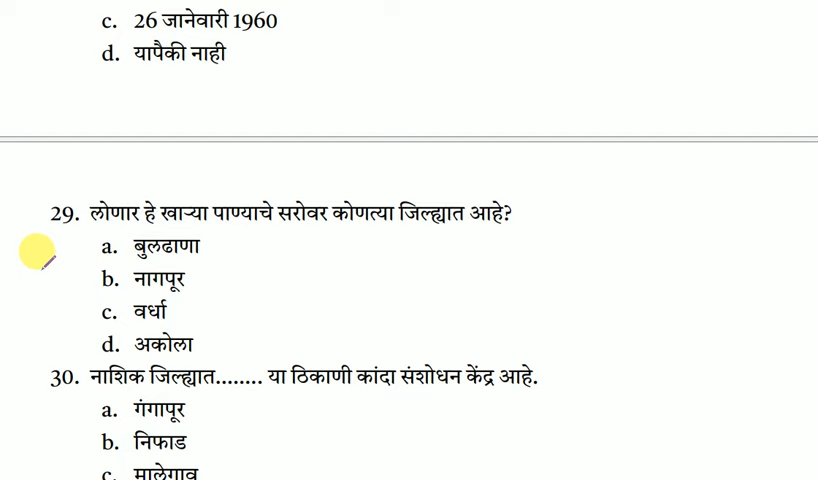 c. 26 जानेवारी 1960
d. यापैकी नाही
29. लोणार हे खाऱ्या पाण्याचे सरोवर कोणत्या जिल्ह्यात आहे?
a. बुलढाणा
b. नागपूर
c. वर्धा
d. अकोला
30. नाशिक जिल्ह्यात........ या ठिकाणी कांदा संशोधन केंद्र आहे.
a. गंगापूर
b. निफाड
c. मालेगाव